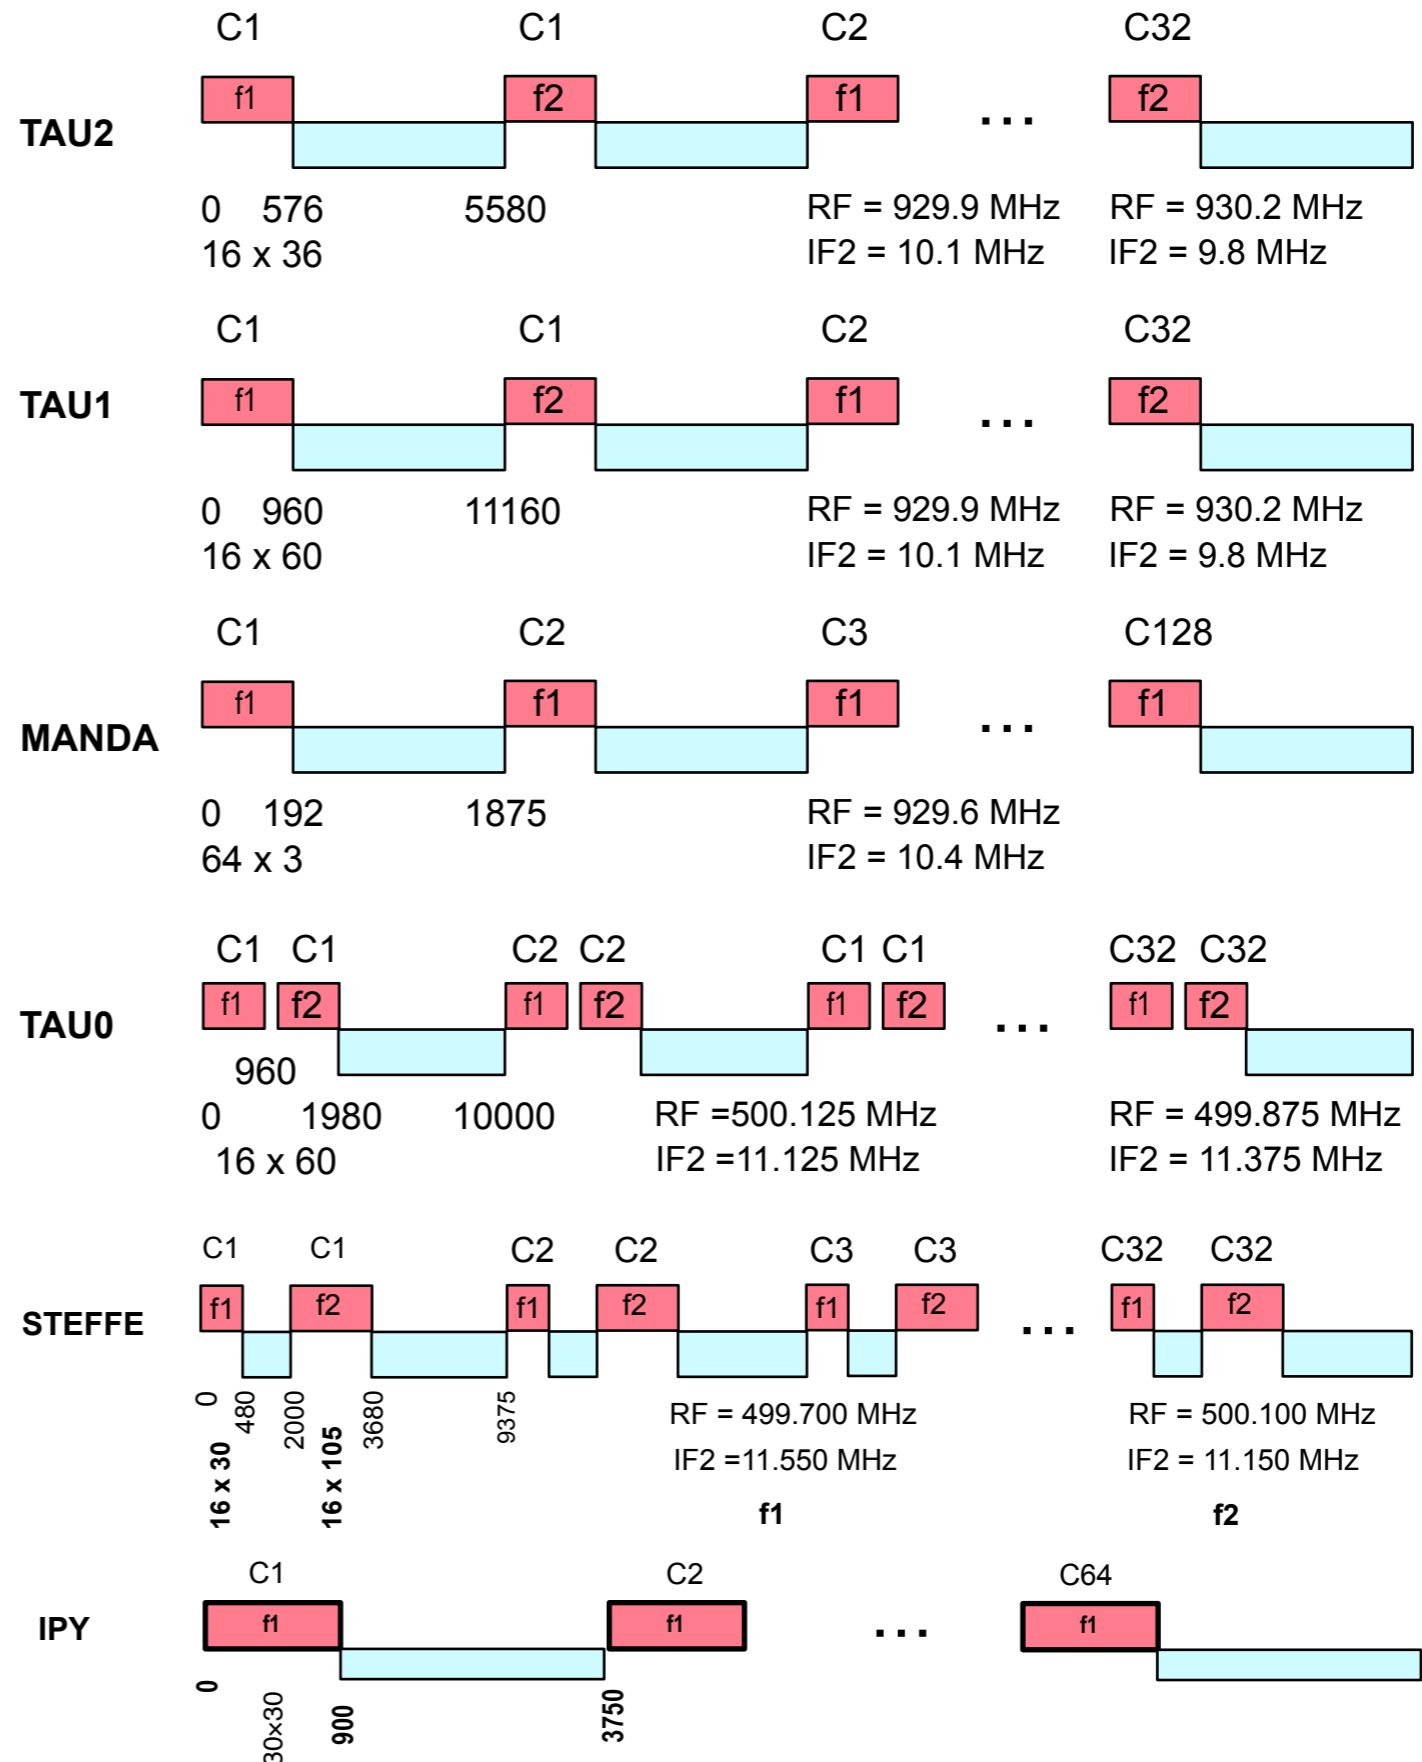 C1 C1 C2 C32
f1 f2 f1 f2
TAU2 ...
0 576 5580 RF = 929.9 MHz RF = 930.2 MHz
16 x 36 IF2 = 10.1 MHz IF2 = 9.8 MHz
C1 C1 C2 C32
f1 f2 f1 f2
TAU1 ...
0 960 11160 RF = 929.9 MHz RF = 930.2 MHz
16 x 60 IF2 = 10.1 MHz IF2 = 9.8 MHz
C1 C2 C3 C128
f1 f1 f1 f1
MANDA ...
0 192 1875 RF = 929.6 MHz
64 x 3 IF2 = 10.4 MHz
C1 C1 C2 C2 C1 C1 C32 C32
f1 f2 f1 f2 f1 f2 f1 f2
TAU0 ...
960
0 1980 10000 RF =500.125 MHz RF = 499.875 MHz
16 x 60 IF2 =11.125 MHz IF2 = 11.375 MHz
C1 C1 C2 C2 C3 C3 C32 C32
f1 f2 f1 f2 f1 f2 f1 f2
STEFFE ...
0 480 2000 3680 9375 RF = 499.700 MHz RF = 500.100 MHz
16 x 30 16 x 105 IF2 =11.550 MHz IF2 = 11.150 MHz
f1 f2
C1 C2 C64
IPY f1 f1 ... f1
0 30x30 900 3750